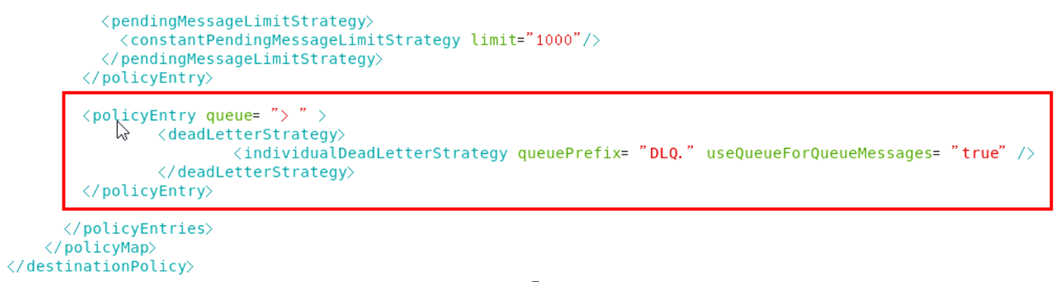 <pendingMessageLimitStrategy>
<constantPendingMessageLimitStrategy limit="1000"/>
</pendingMessageLimitStrategy>
</policyEntry>
<policyEntry queue= "> " >
<deadLetterStrategy>
<individualDeadLetterStrategy queuePrefix= "DLQ." useQueueForQueueMessages= "true" />
</deadLetterStrategy>
</policyEntry>
</policyEntries>
</policyMap>
</destinationPolicy>